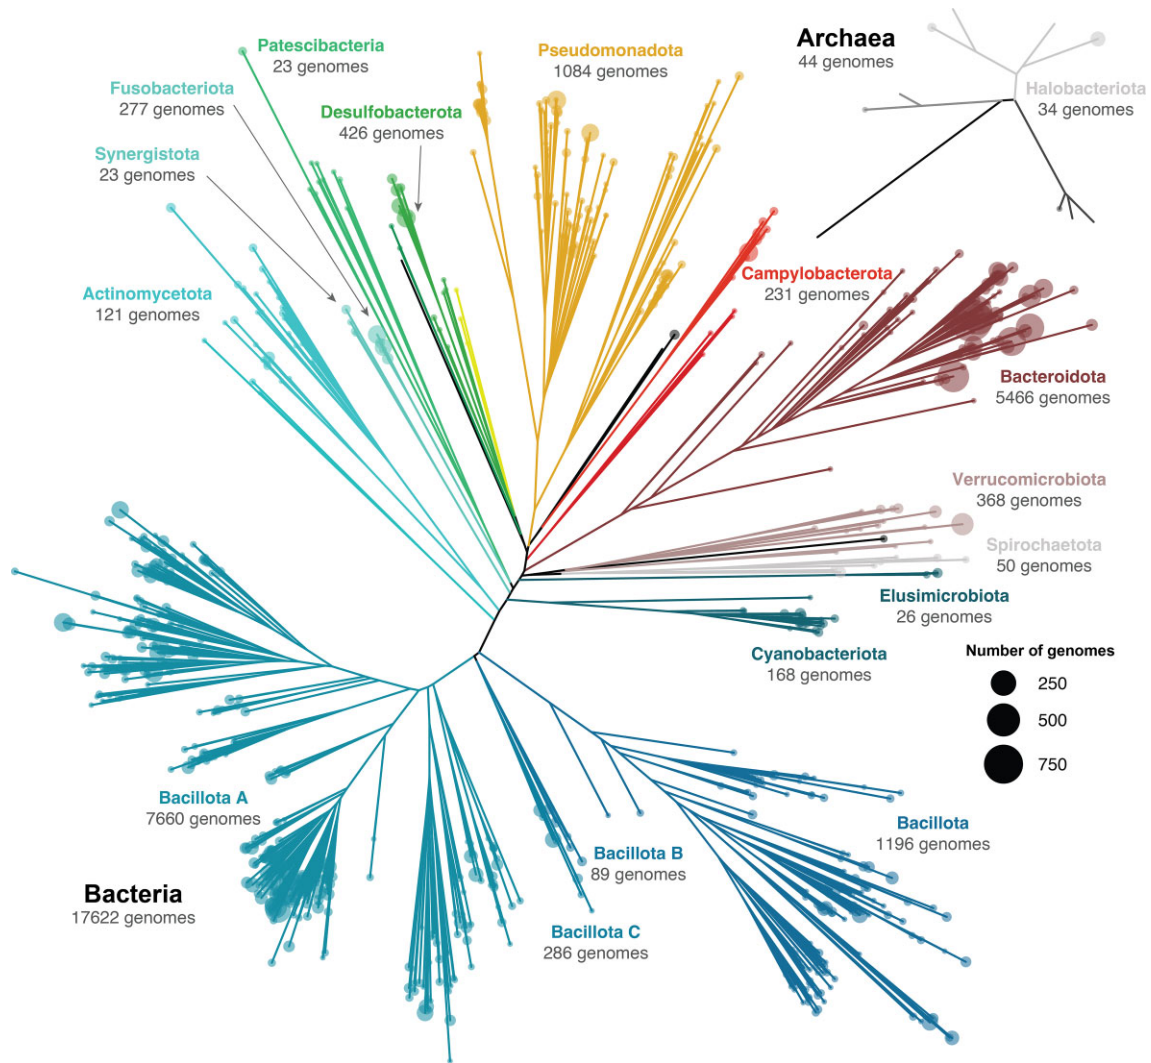 Patescibacteria
23 genomes
Pseudomonadota
1084 genomes
Archaea
44 genomes
Fusobacteriota
277 genomes
Desulfobacterota
426 genomes
Halobacteriota
34 genomes
Synergistota
23 genomes
Actinomycetota
121 genomes
Campylobacterota
231 genomes
Bacteroidota
5466 genomes
Verrucomicrobiota
368 genomes
Spirochaetota
50 genomes
Elusimicrobiota
26 genomes
Cyanobacteriota
168 genomes
Number of genomes
250
500
750
Bacillota A
7660 genomes
Bacillota
1196 genomes
Bacillota B
89 genomes
Bacteria
17622 genomes
Bacillota C
286 genomes